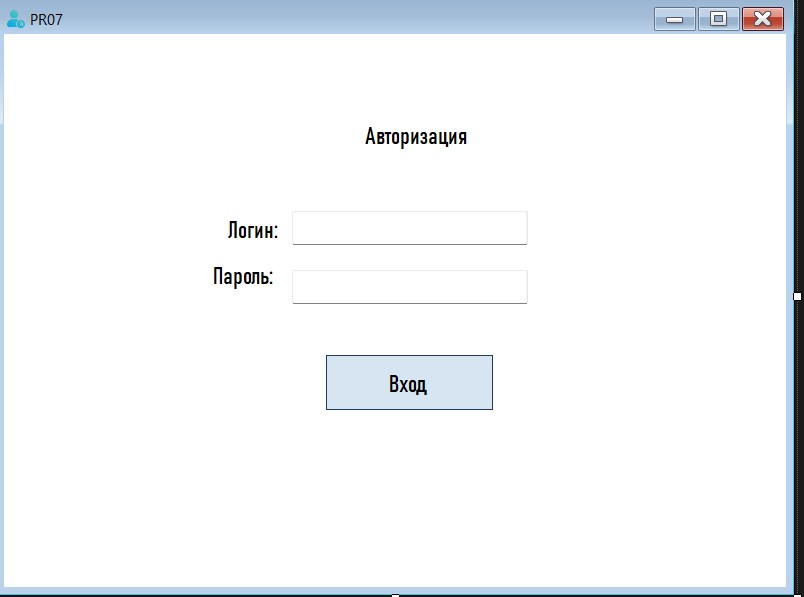 PR07
Авторизация
Логин:
Пароль:
Вход